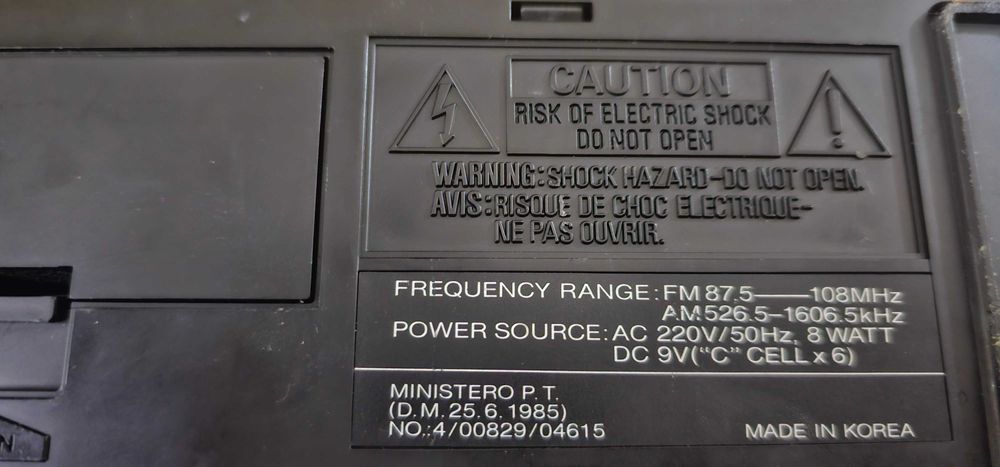 CAUTION
RISK OF ELECTRIC SHOCK
DO NOT OPEN
WARNING:SHOCK HAZARD-DO NOT OPEN.
AVIS:RISQUE DE CHOC ELECTRIQUE-
NE PAS OUVRIR.
FREQUENCY RANGE:FM 87.5——108MHz
AM 526.5-1606.5kHz
POWER SOURCE:AC 220V/50Hz, 8 WATT
DC 9V("C" CELL x 6)
MINISTERO P.T.
(D.M.25.6.1985)
NO.:4/00829/04615
MADE IN KOREA